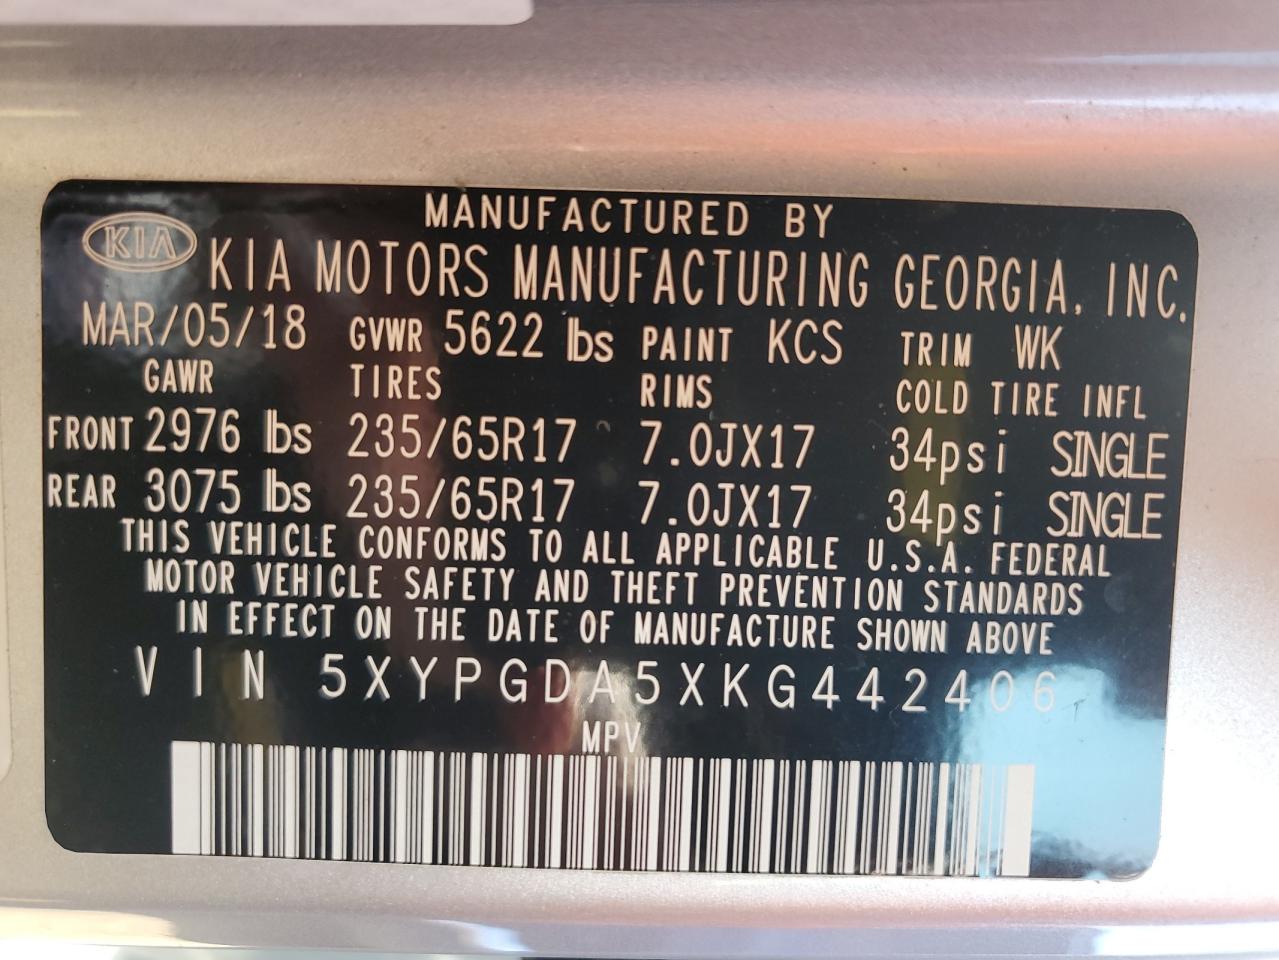 MANUFACTURED BY
KIA KIA MOTORS MANUFACTURING GEORGIA, INC.
MAR/05/18 GVWR 5622 lbs PAINT KCS TRIM WK
GAWR TIRES RIMS COLD TIRE INFL
FRONT 2976 lbs 235/65R17 7.0JX17 34psi SINGLE
REAR 3075 lbs 235/65R17 7.0JX17 34psi SINGLE
THIS VEHICLE CONFORMS TO ALL APPLICABLE U.S.A. FEDERAL
MOTOR VEHICLE SAFETY AND THEFT PREVENTION STANDARDS
IN EFFECT ON THE DATE OF MANUFACTURE SHOWN ABOVE
VIN 5XYPGDA5XKG442406
MPV